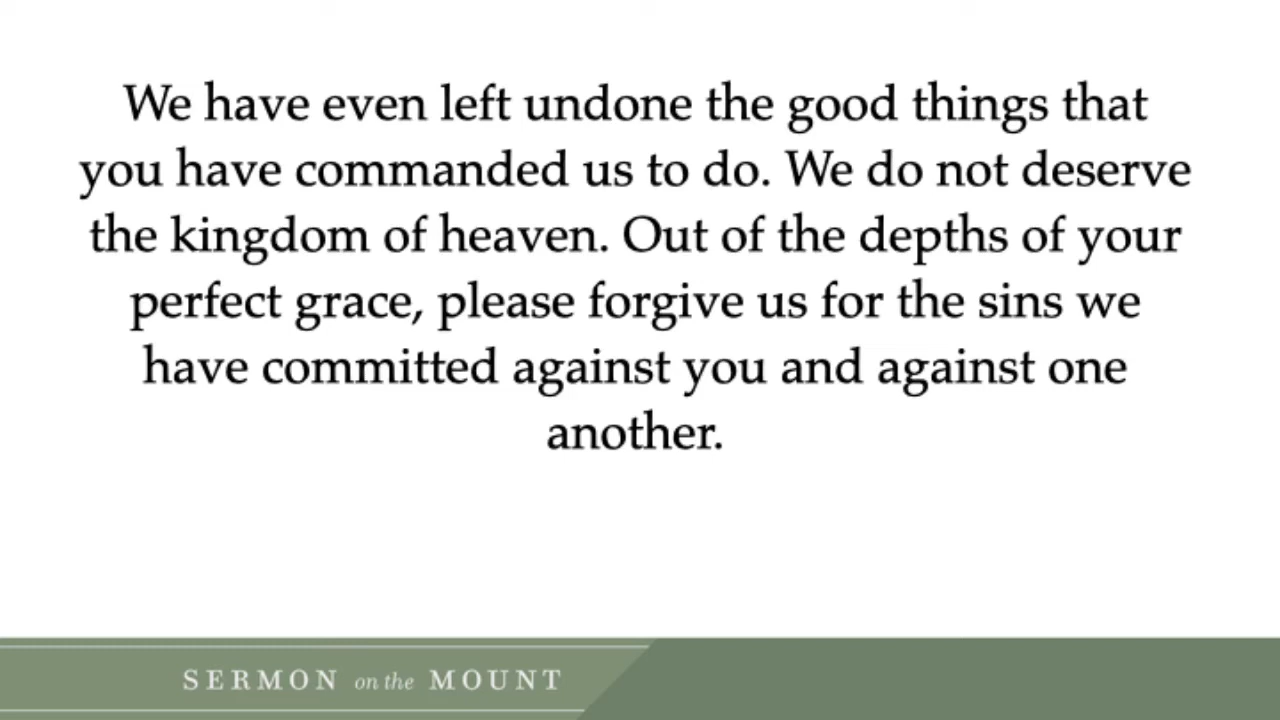 We have even left undone the good things that
you have commanded us to do. We do not deserve
the kingdom of heaven. Out of the depths of your
perfect grace, please forgive us for the sins we
have committed against you and against one
another.
SERMON on the MOUNT